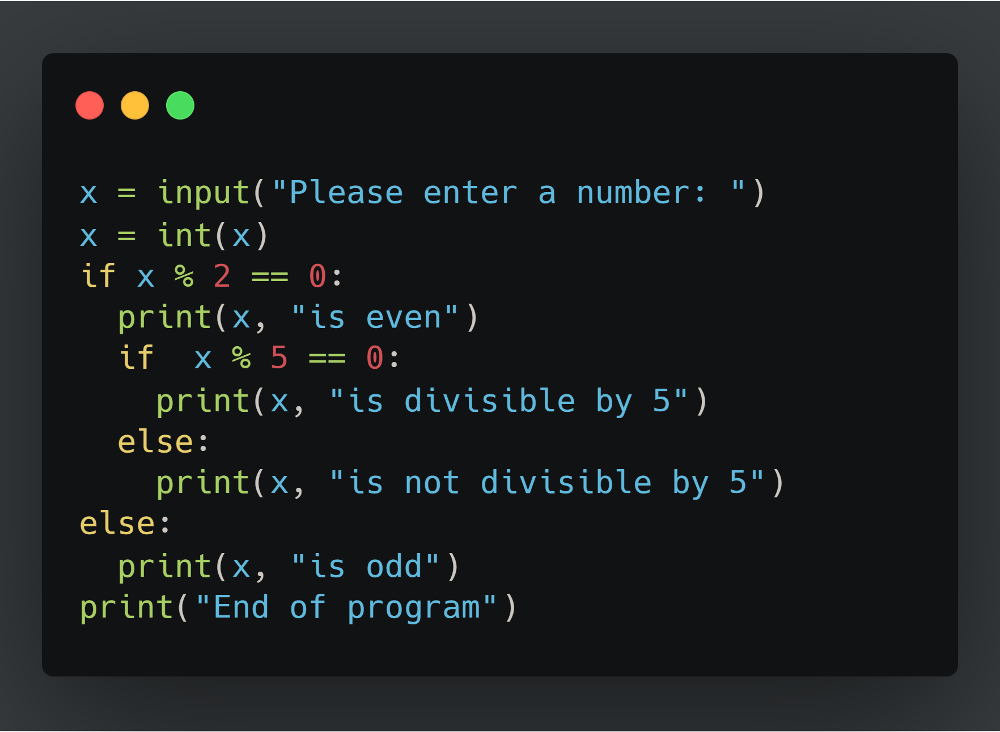 x = input("Please enter a number: ")
x = int(x)
if x % 2 == 0:
  print(x, "is even")
  if  x % 5 == 0:
    print(x, "is divisible by 5")
  else:
    print(x, "is not divisible by 5")
else:
  print(x, "is odd")
print("End of program")